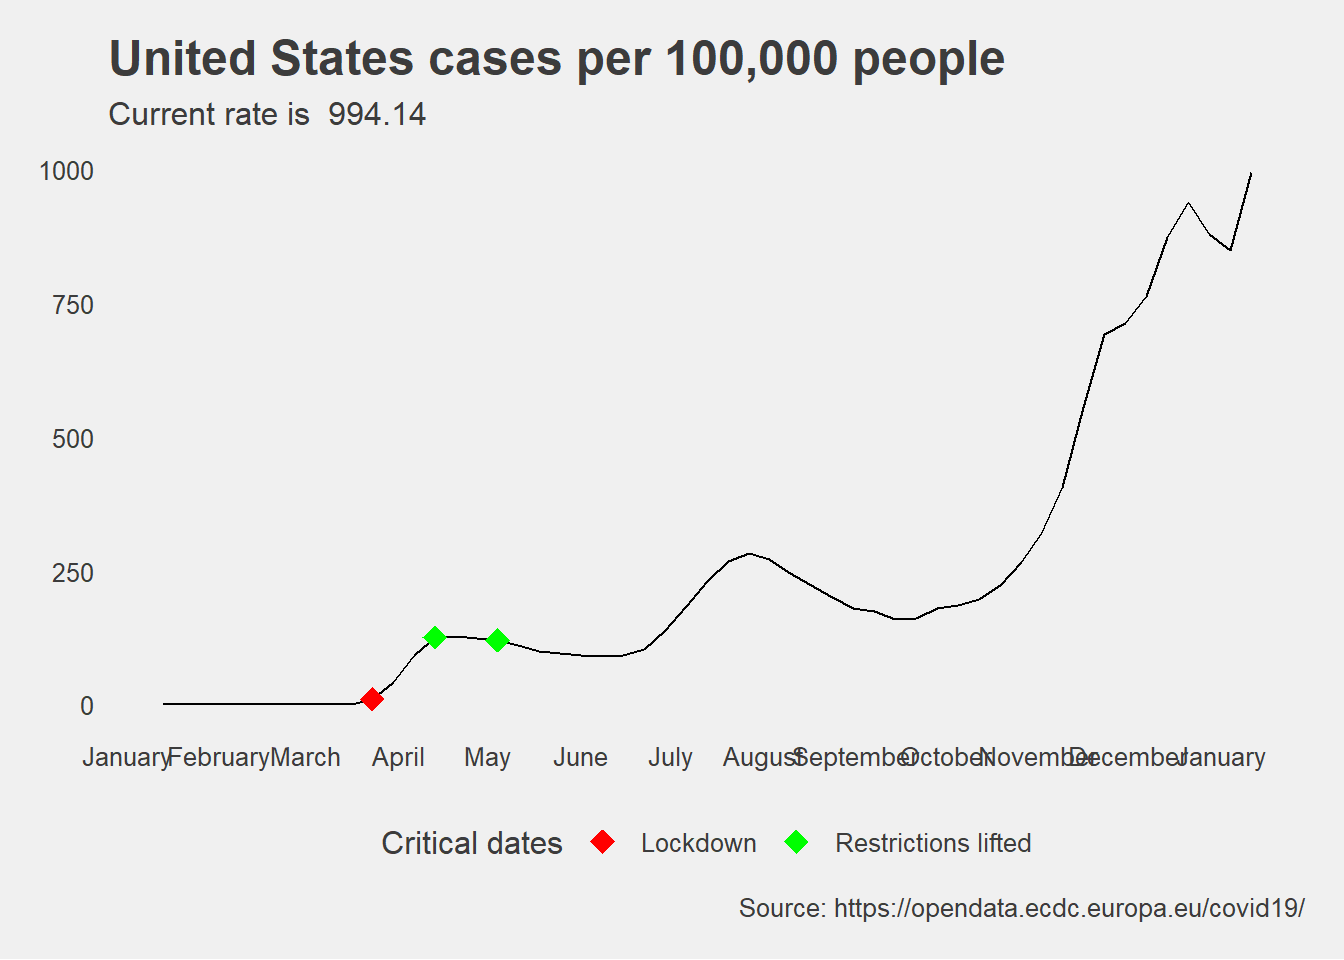 United States cases per 100,000 people
Current rate is  994.14
1000
750
500
250
0
January February March April May June July August September October November December January
Critical dates Lockdown Restrictions lifted
Source: https://opendata.ecdc.europa.eu/covid19/